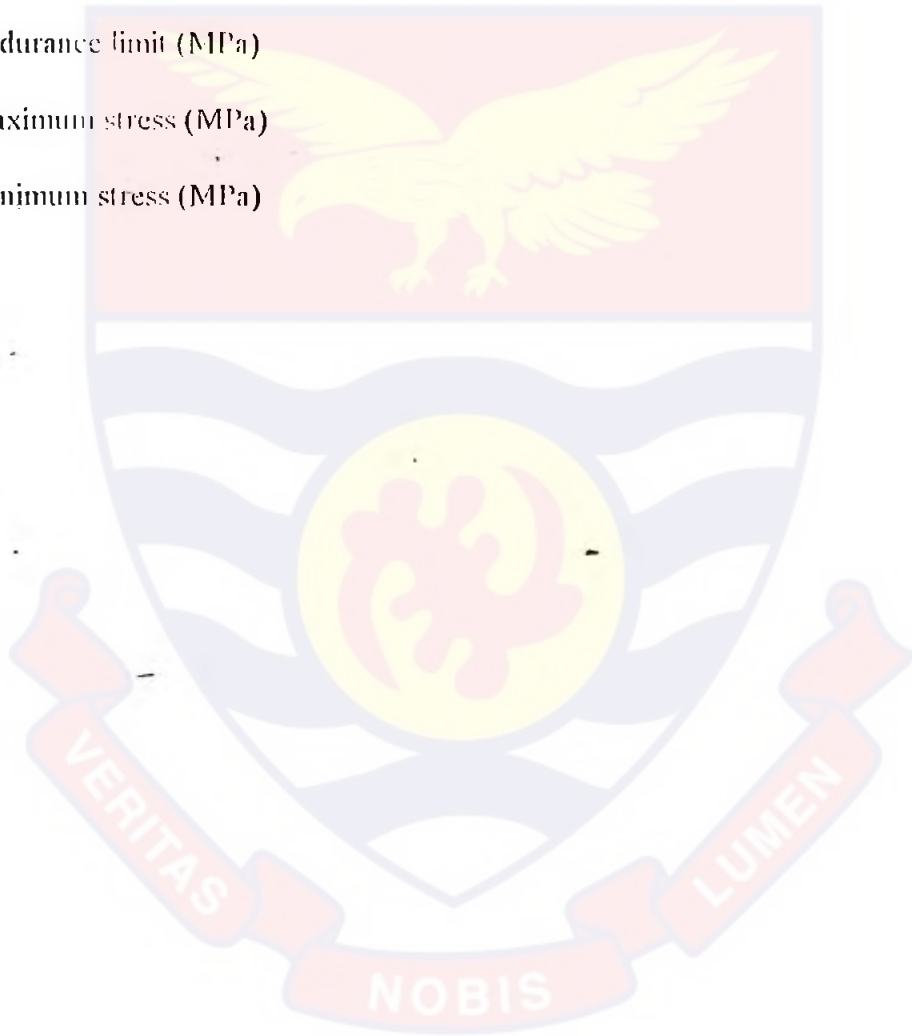 durance limit (MPa)
aximum stress (MPa)
nimum stress (MPa)
VERITAS
NOBIS
LUMEN